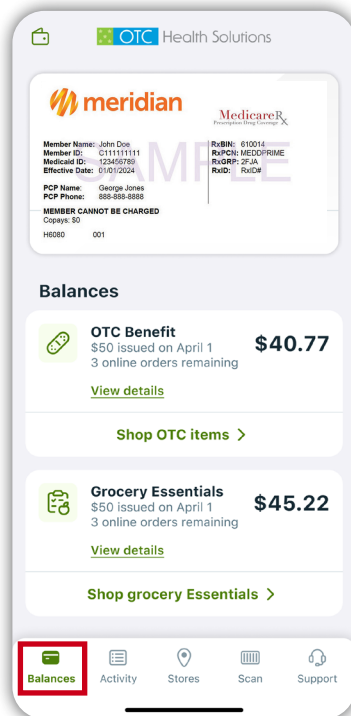 OTC Health Solutions
meridian
MedicareRx
Prescription Drug Coverage
SAMPLE
Member Name: John Doe
Member ID: C111111111
Medicaid ID: 123456789
Effective Date: 01/01/2024
RxBIN: 610014
RxPCN: MEDDPRIME
RxGRP: 2FJA
RxID: RxID#
PCP Name: George Jones
PCP Phone: 888-888-8888
MEMBER CANNOT BE CHARGED
Copays: $0
H6080 001
Balances
OTC Benefit
$50 issued on April 1
3 online orders remaining
$40.77
View details
Shop OTC items >
Grocery Essentials
$50 issued on April 1
3 online orders remaining
$45.22
View details
Shop grocery Essentials >
Balances Activity Stores Scan Support